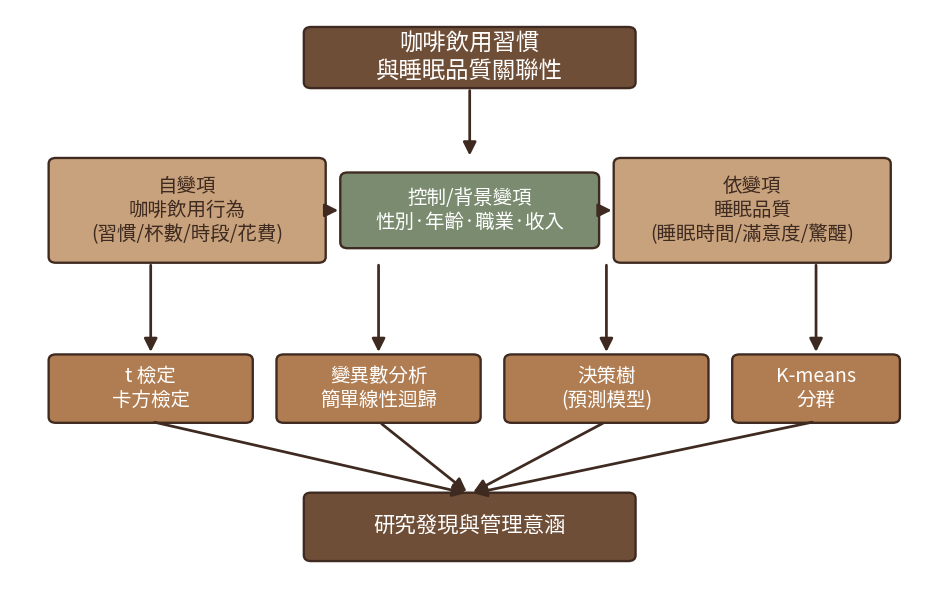 咖啡飲用習慣
與睡眠品質關聯性
自變項
咖啡飲用行為
(習慣/杯數/時段/花費)
控制/背景變項
性別·年齡·職業·收入
依變項
睡眠品質
(睡眠時間/滿意度/驚醒)
t 檢定
卡方檢定
變異數分析
簡單線性迴歸
決策樹
(預測模型)
K-means
分群
研究發現與管理意涵